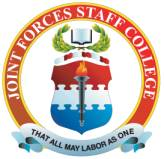 JOINT FORCES STAFF COLLEGE
THAT ALL MAY LABOR AS ONE